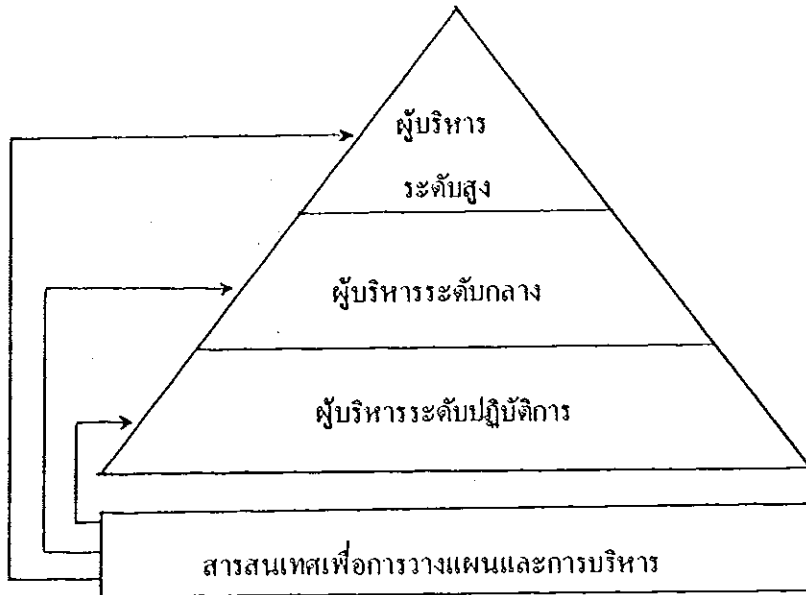 ผู้บริหาร
ระดับสูง
ผู้บริหารระดับกลาง
ผู้บริหารระดับปฏิบัติการ
สารสนเทศเพื่อการวางแผนและการบริหาร